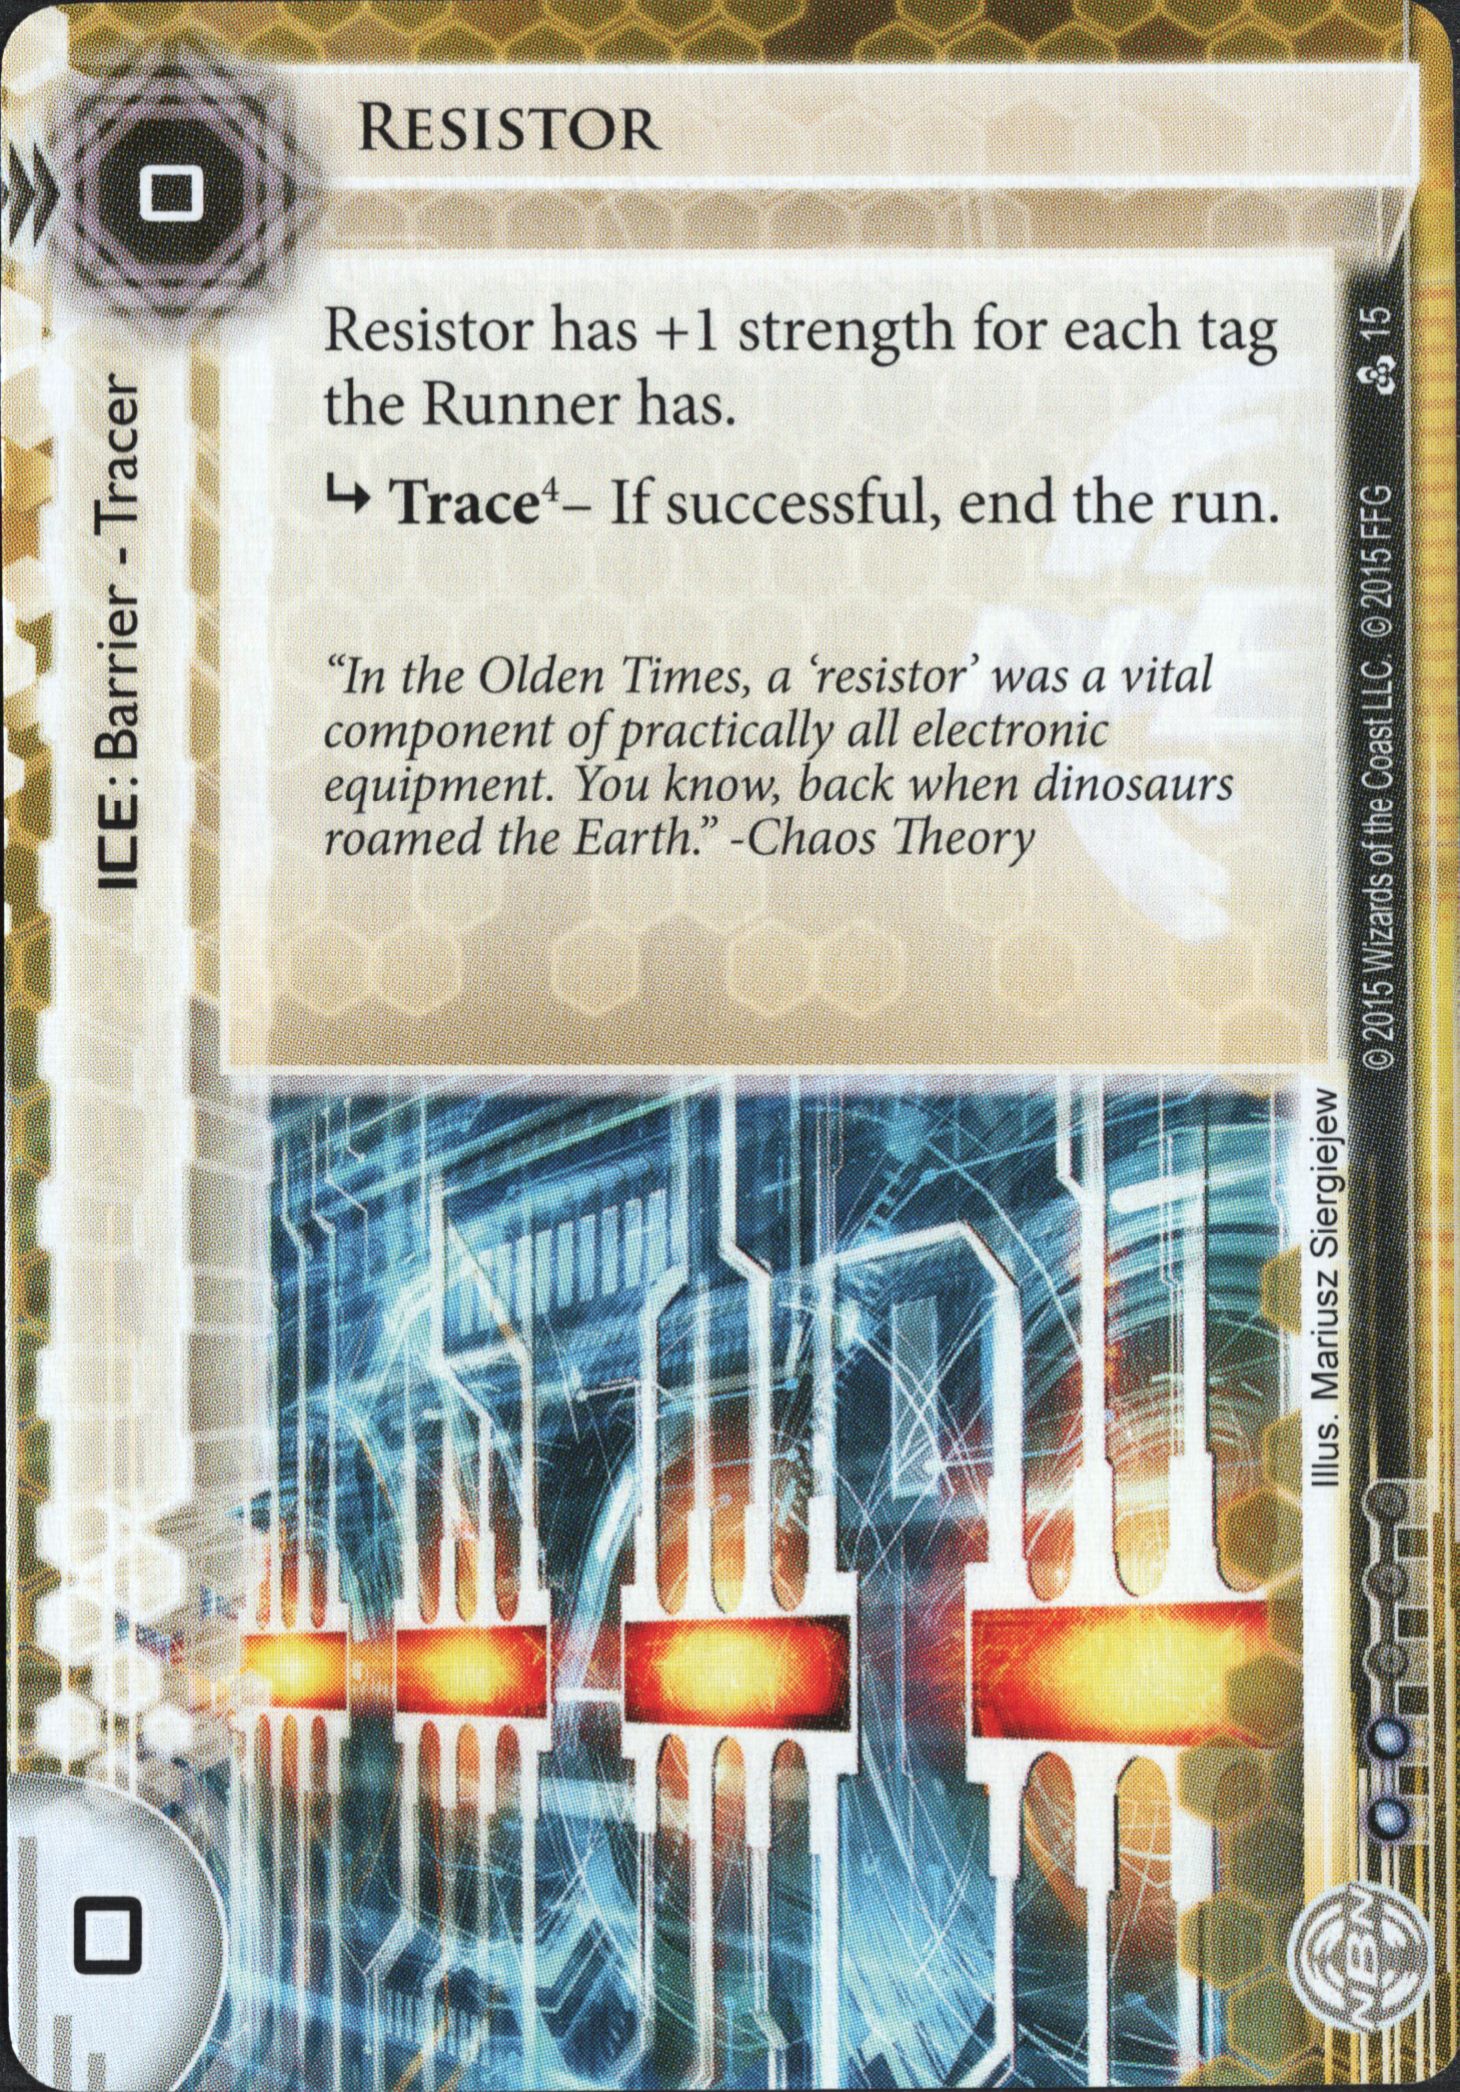 0
RESISTOR
Resistor has +1 strength for each tag
the Runner has.
↳ Trace⁴– If successful, end the run.
“In the Olden Times, a ‘resistor’ was a vital
component of practically all electronic
equipment. You know, back when dinosaurs
roamed the Earth.” -Chaos Theory
ICE: Barrier - Tracer
0
© 2015 Wizards of the Coast LLC. © 2015 FFG 15
Illus. Mariusz Siergiejew
NBN